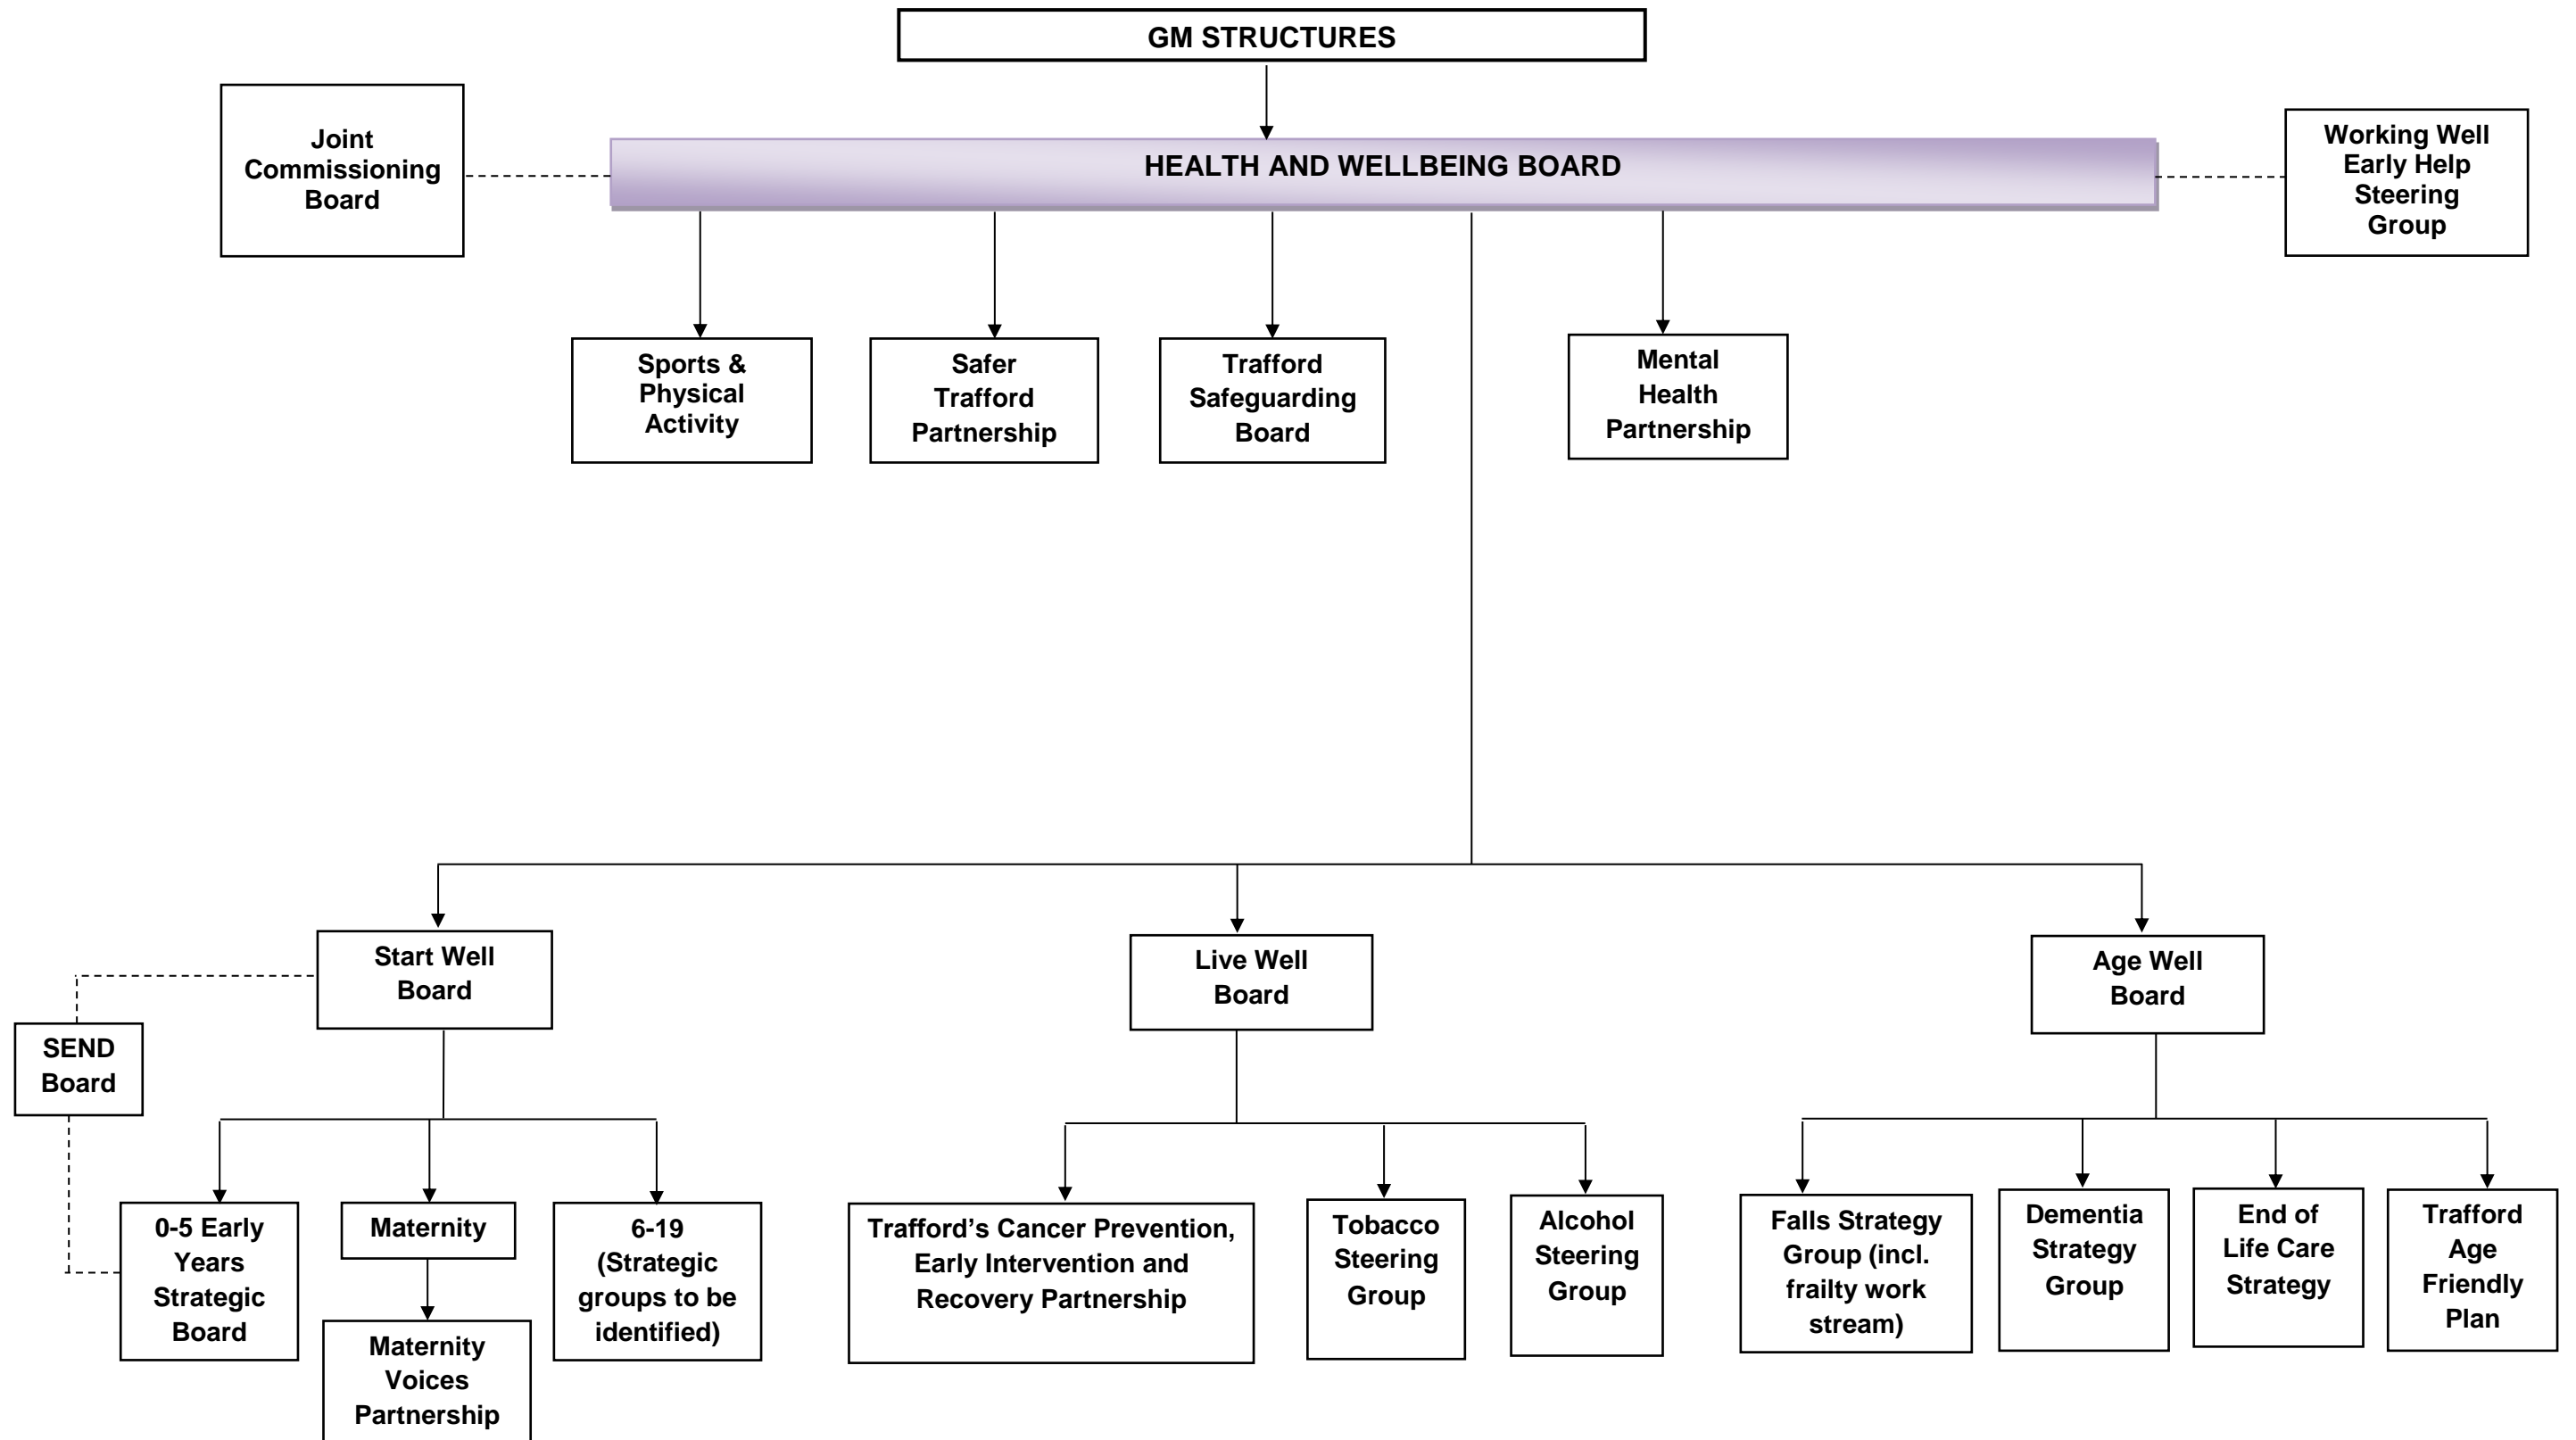 GM STRUCTURES
Joint
Commissioning
Board
HEALTH AND WELLBEING BOARD
Working Well
Early Help
Steering
Group
Sports &
Physical
Activity
Safer
Trafford
Partnership
Trafford
Safeguarding
Board
Mental
Health
Partnership
Start Well
Board
Live Well
Board
Age Well
Board
SEND
Board
0-5 Early
Years
Strategic
Board
Maternity
Maternity
Voices
Partnership
6-19
(Strategic
groups to be
identified)
Trafford’s Cancer Prevention,
Early Intervention and
Recovery Partnership
Tobacco
Steering
Group
Alcohol
Steering
Group
Falls Strategy
Group (incl.
frailty work
stream)
Dementia
Strategy
Group
End of
Life Care
Strategy
Trafford
Age
Friendly
Plan